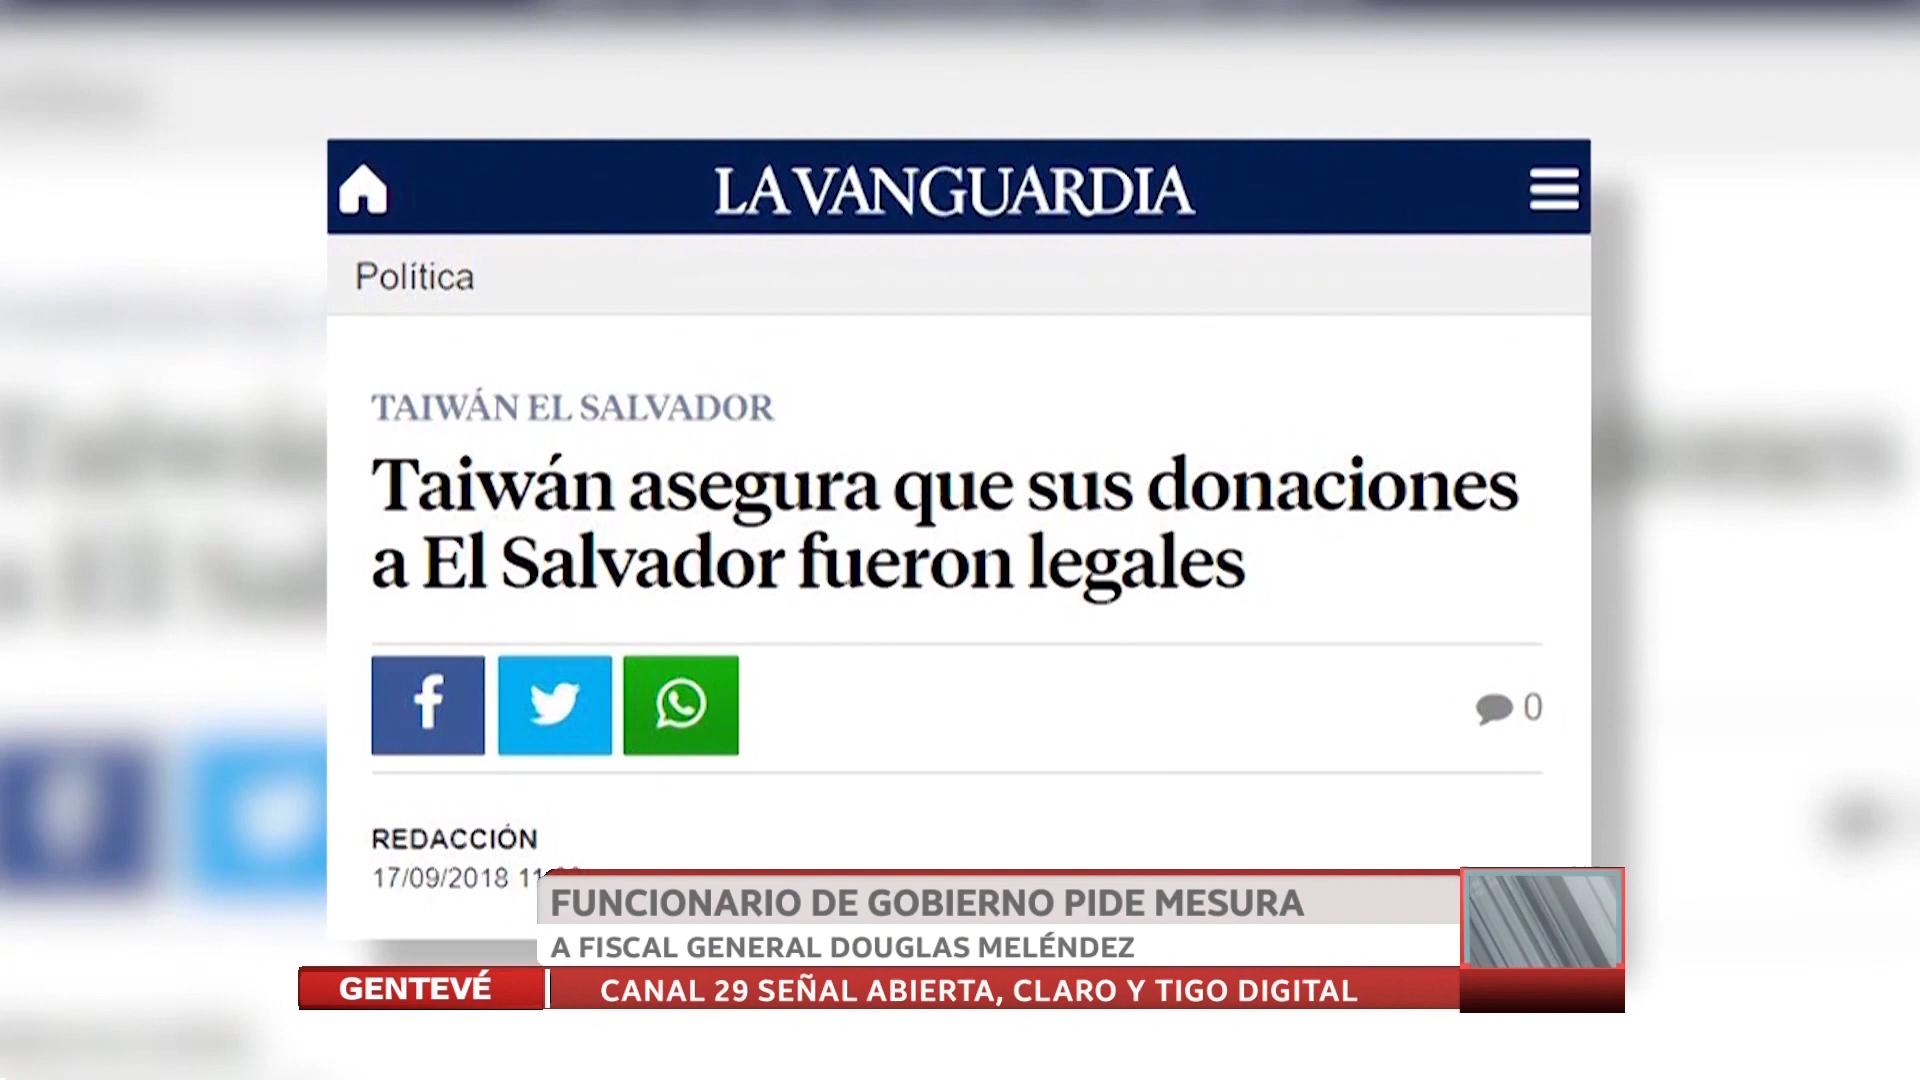 LA VANGUARDIA
Política
TAIWÁN EL SALVADOR
Taiwán asegura que sus donaciones
a El Salvador fueron legales
0
REDACCIÓN
17/09/2018
FUNCIONARIO DE GOBIERNO PIDE MESURA
A FISCAL GENERAL DOUGLAS MELÉNDEZ
GENTEVÉ
CANAL 29 SEÑAL ABIERTA, CLARO Y TIGO DIGITAL